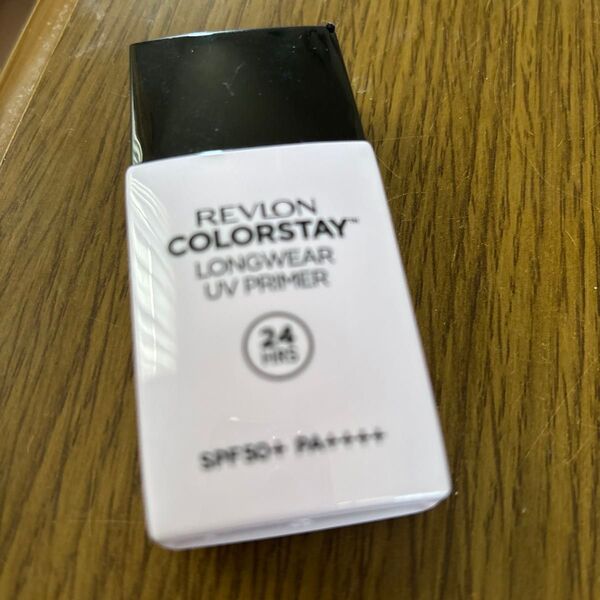 REVLON
COLORSTAY™
LONGWEAR
UV PRIMER
24
HRS
SPF50+ PA++++